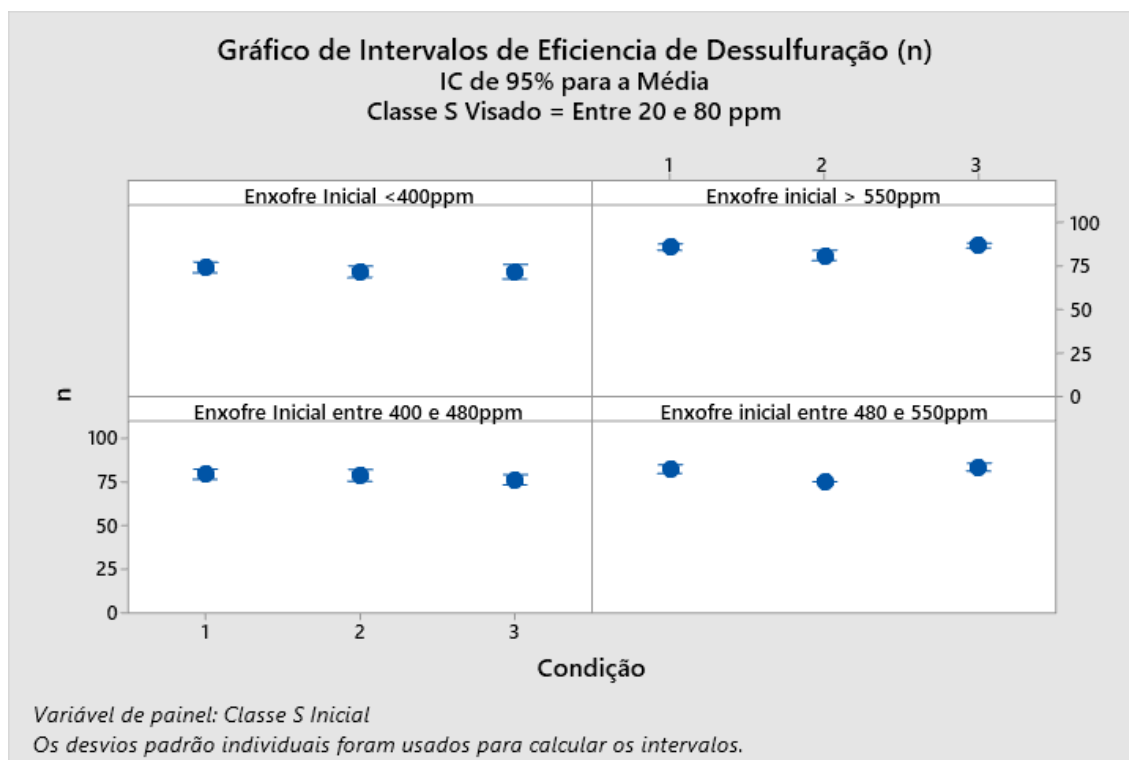 Gráfico de Intervalos de Eficiencia de Dessulfuração (n)
IC de 95% para a Média
Classe S Visado = Entre 20 e 80 ppm
1 2 3
Enxofre Inicial <400ppm
Enxofre inicial > 550ppm
100
75
50
25
0
n
Enxofre Inicial entre 400 e 480ppm
Enxofre inicial entre 480 e 550ppm
100
75
50
25
0
1 2 3
Condição
Variável de painel: Classe S Inicial
Os desvios padrão individuais foram usados para calcular os intervalos.